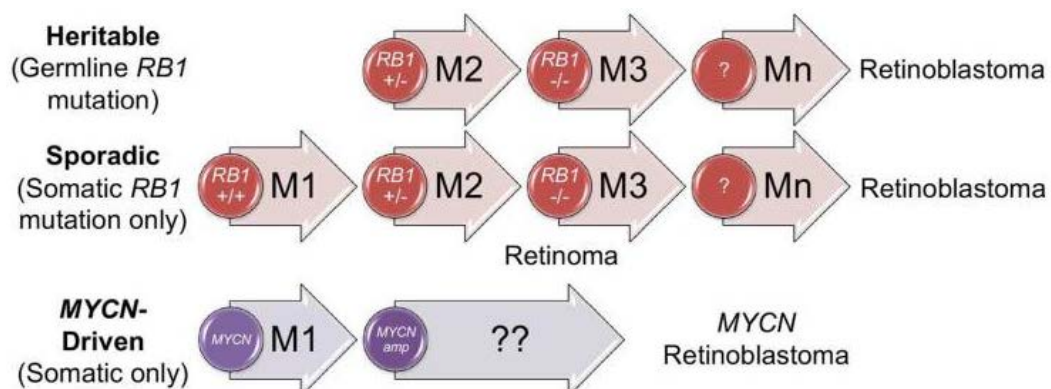 Heritable
(Germline RB1
mutation)
RB1
+/-
M2
RB1
-/-
M3
?
Mn
Retinoblastoma
Sporadic
(Somatic RB1
mutation only)
RB1
+/+
M1
RB1
+/-
M2
RB1
-/-
M3
?
Mn
Retinoblastoma
Retinoma
MYCN-
Driven
(Somatic only)
MYCN
M1
MYCN
amp
??
MYCN
Retinoblastoma